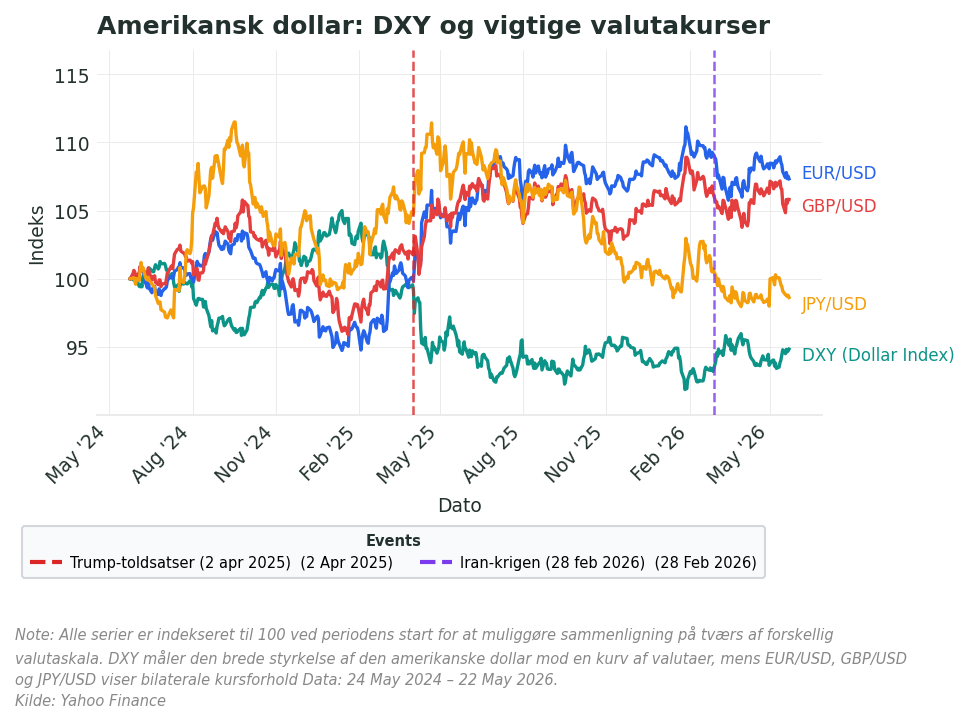 Amerikansk dollar: DXY og vigtige valutakurser
115
110
105
100
95
Indeks
EUR/USD
GBP/USD
JPY/USD
DXY (Dollar Index)
May '24
Aug '24
Nov '24
Feb '25
May '25
Aug '25
Nov '25
Feb '26
May '26
Dato
Events
Trump-toldsatser (2 apr 2025)  (2 Apr 2025)
Iran-krigen (28 feb 2026)  (28 Feb 2026)
Note: Alle serier er indekseret til 100 ved periodens start for at muliggøre sammenligning på tværs af forskellig
valutaskala. DXY måler den brede styrkelse af den amerikanske dollar mod en kurv af valutaer, mens EUR/USD, GBP/USD
og JPY/USD viser bilaterale kursforhold Data: 24 May 2024 – 22 May 2026.
Kilde: Yahoo Finance